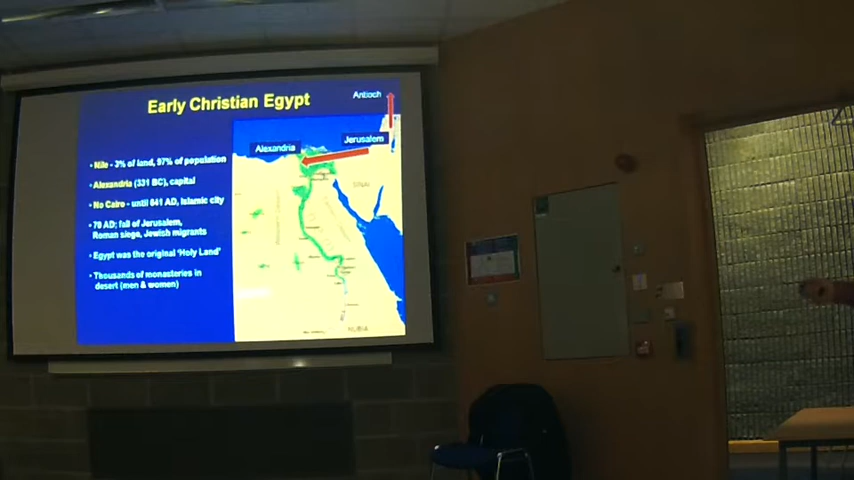 Early Christian Egypt
Antioch
Jerusalem
Alexandria
SINAI
• Nile - 3% of land, 97% of population
• Alexandria (331 BC), capital
• No Cairo - until 641 AD, Islamic city
• 70 AD; fall of Jerusalem,
Roman siege, Jewish migrants
• Egypt was the original 'Holy Land'
• Thousands of monasteries in
desert (men & women)
NUBIA